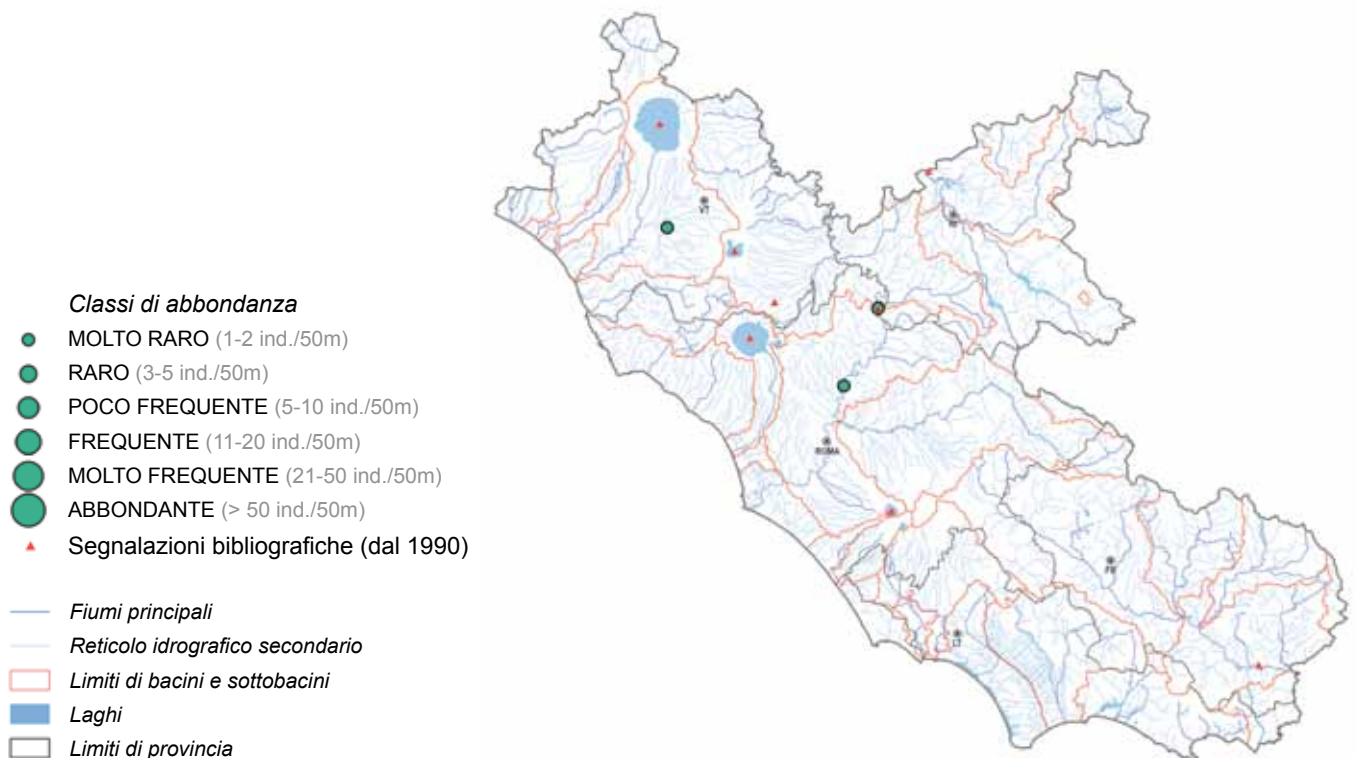 Classi di abbondanza
MOLTO RARO (1-2 ind./50m)
RARO (3-5 ind./50m)
POCO FREQUENTE (5-10 ind./50m)
FREQUENTE (11-20 ind./50m)
MOLTO FREQUENTE (21-50 ind./50m)
ABBONDANTE (> 50 ind./50m)
Segnalazioni bibliografiche (dal 1990)
Fiumi principali
Reticolo idrografico secondario
Limiti di bacini e sottobacini
Laghi
Limiti di provincia
VT
ROMA
FR
LT